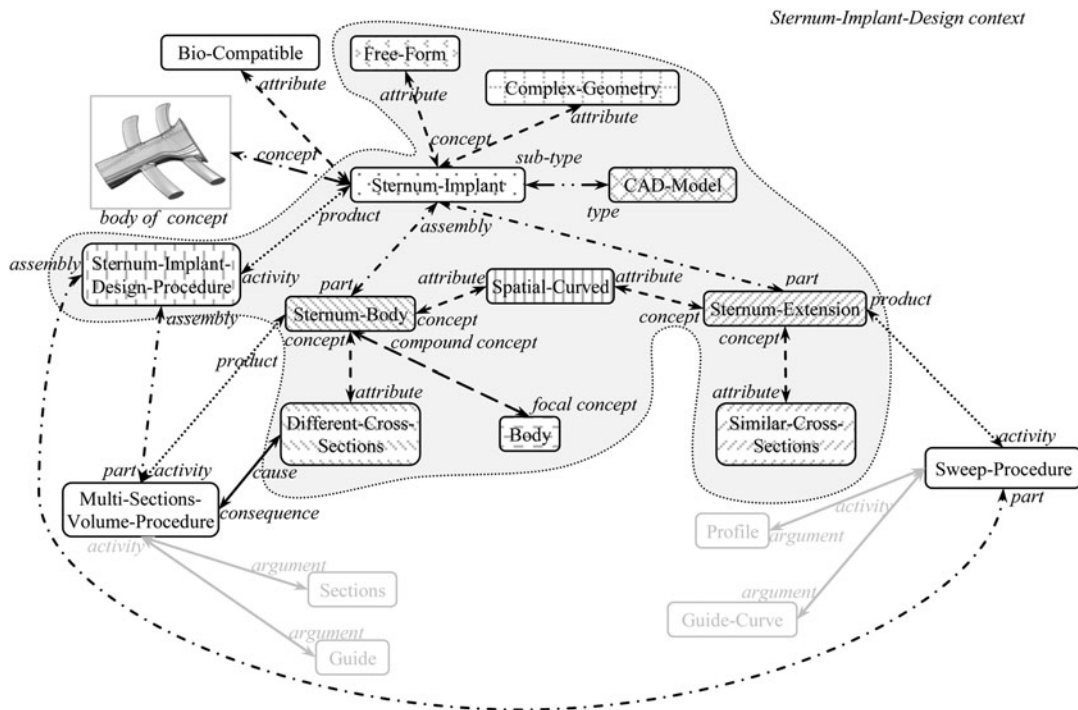 Sternum-Implant-Design context
Bio-Compatible
Free-Form
attribute
attribute
Complex-Geometry
attribute
concept
concept
sub-type
Sternum-Implant
CAD-Model
body of concept
product
assembly
type
assembly
Sternum-Implant-
Design-Procedure
activity
part
attribute
Spatial-Curved
attribute
part
product
assembly
Sternum-Body
concept
concept
Sternum-Extension
product
concept
compound concept
concept
attribute
focal concept
attribute
Different-Cross-
Sections
Body
Similar-Cross-
Sections
activity
part
activity
cause
Sweep-Procedure
Multi-Sections-
Volume-Procedure
consequence
part
activity
Profile
activity
argument
argument
Sections
argument
Guide-Curve
argument
Guide